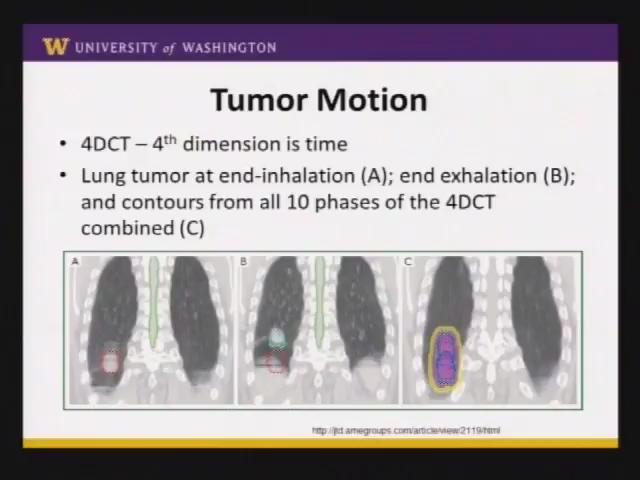 W UNIVERSITY of WASHINGTON
Tumor Motion
• 4DCT – 4th dimension is time
• Lung tumor at end-inhalation (A); end exhalation (B);
and contours from all 10 phases of the 4DCT
combined (C)
A B C
http://jtd.amegroups.com/article/view/2119/html